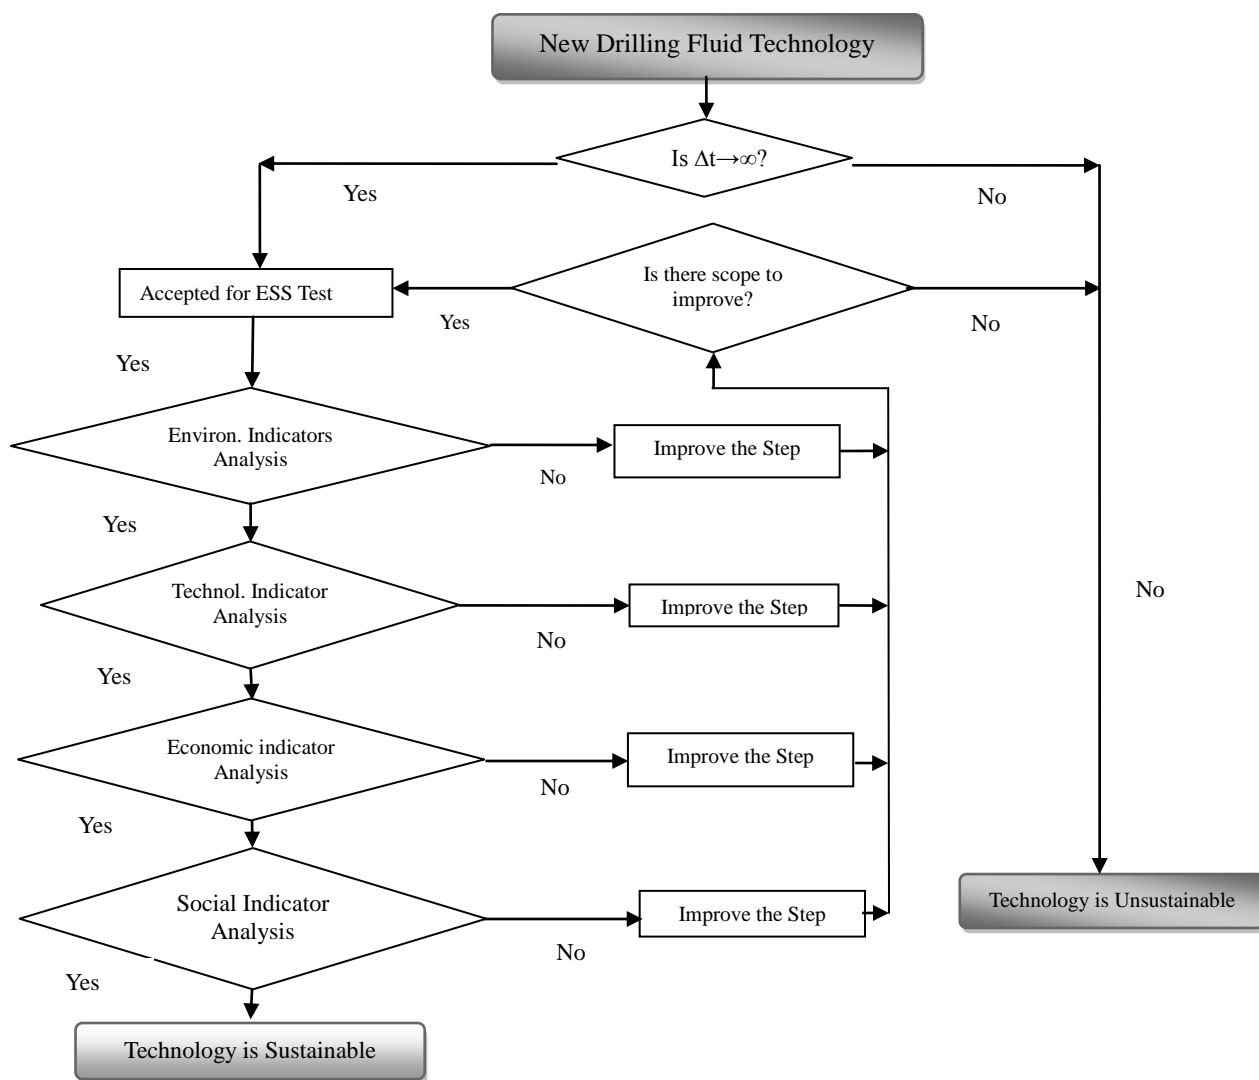 New Drilling Fluid Technology
Is Δt→∞?
Yes
No
Is there scope to
improve?
Accepted for ESS Test
Yes
No
Yes
Environ. Indicators
Analysis
Improve the Step
No
Yes
Technol. Indicator
Analysis
Improve the Step
No
No
Yes
Economic indicator
Analysis
Improve the Step
No
Yes
Social Indicator
Analysis
Improve the Step
Technology is Unsustainable
No
Yes
Technology is Sustainable